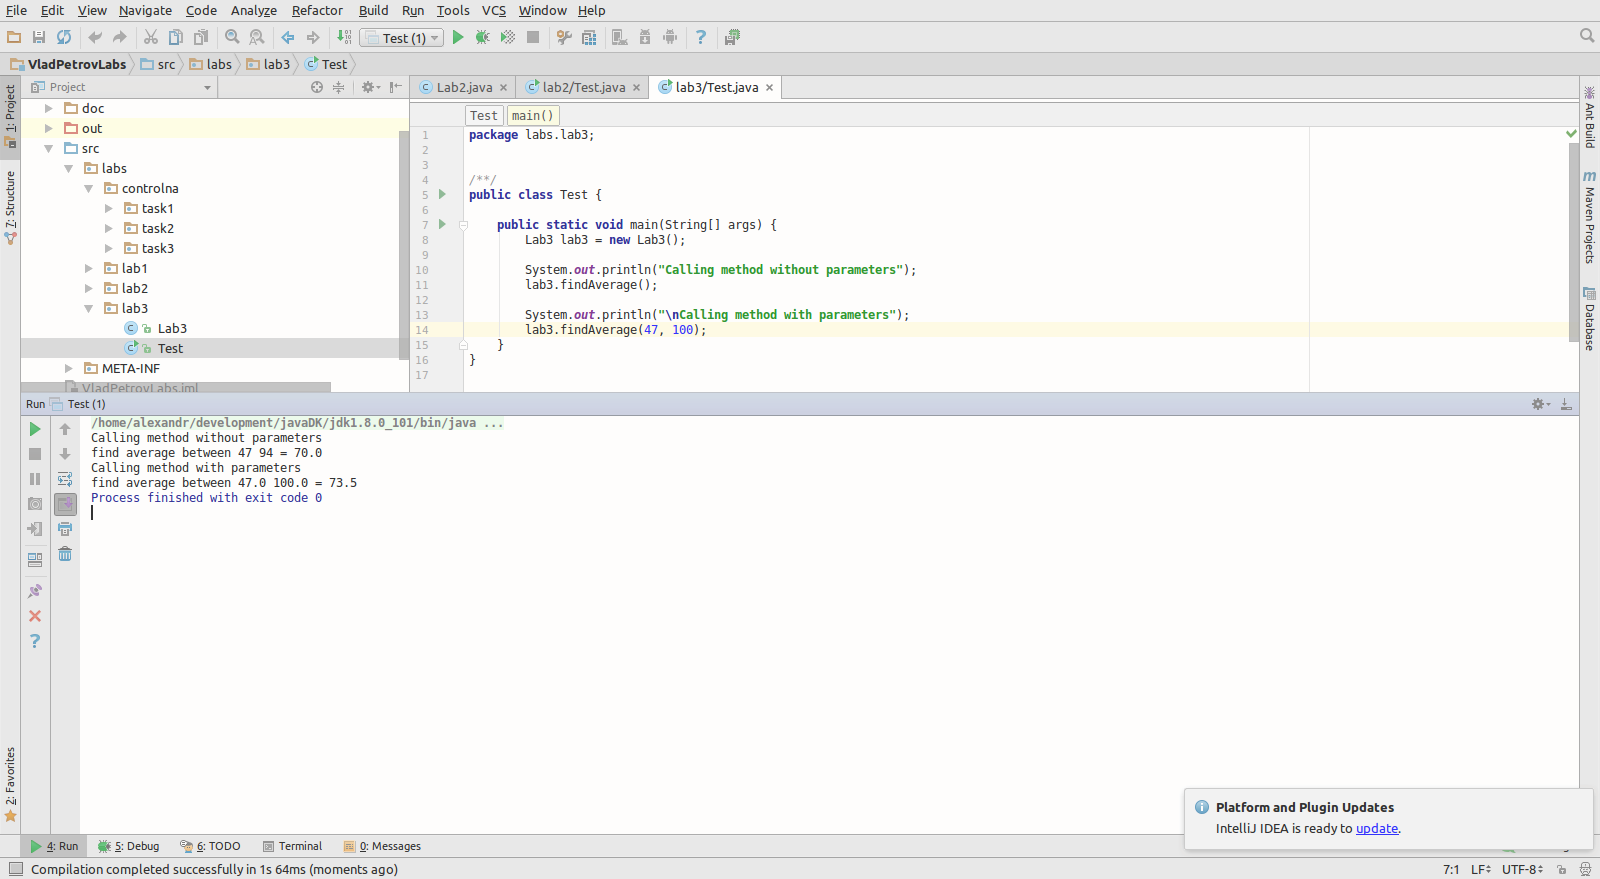 File Edit View Navigate Code Analyze Refactor Build Run Tools VCS Window Help
Test (1)
VladPetrovLabs src labs lab3 Test
1: Project
7: Structure
2: Favorites
Project
doc
out
src
labs
controlna
task1
task2
task3
lab1
lab2
lab3
Lab3
Test
META-INF
VladPetrovLabs.iml
Lab2.java lab2/Test.java lab3/Test.java
Test main()
1 package labs.lab3;
2
3
4 /**/
5 public class Test {
6
7 public static void main(String[] args) {
8 Lab3 lab3 = new Lab3();
9
10 System.out.println("Calling method without parameters");
11 lab3.findAverage();
12
13 System.out.println("\nCalling method with parameters");
14 lab3.findAverage(47, 100);
15 }
16 }
17
Ant Build
Maven Projects
Database
Run Test (1)
/home/alexandr/development/javaDK/jdk1.8.0_101/bin/java ...
Calling method without parameters
find average between 47 94 = 70.0
Calling method with parameters
find average between 47.0 100.0 = 73.5
Process finished with exit code 0
Platform and Plugin Updates
IntelliJ IDEA is ready to update.
4: Run 5: Debug 6: TODO Terminal 0: Messages
Compilation completed successfully in 1s 64ms (moments ago) 7:1 LF UTF-8